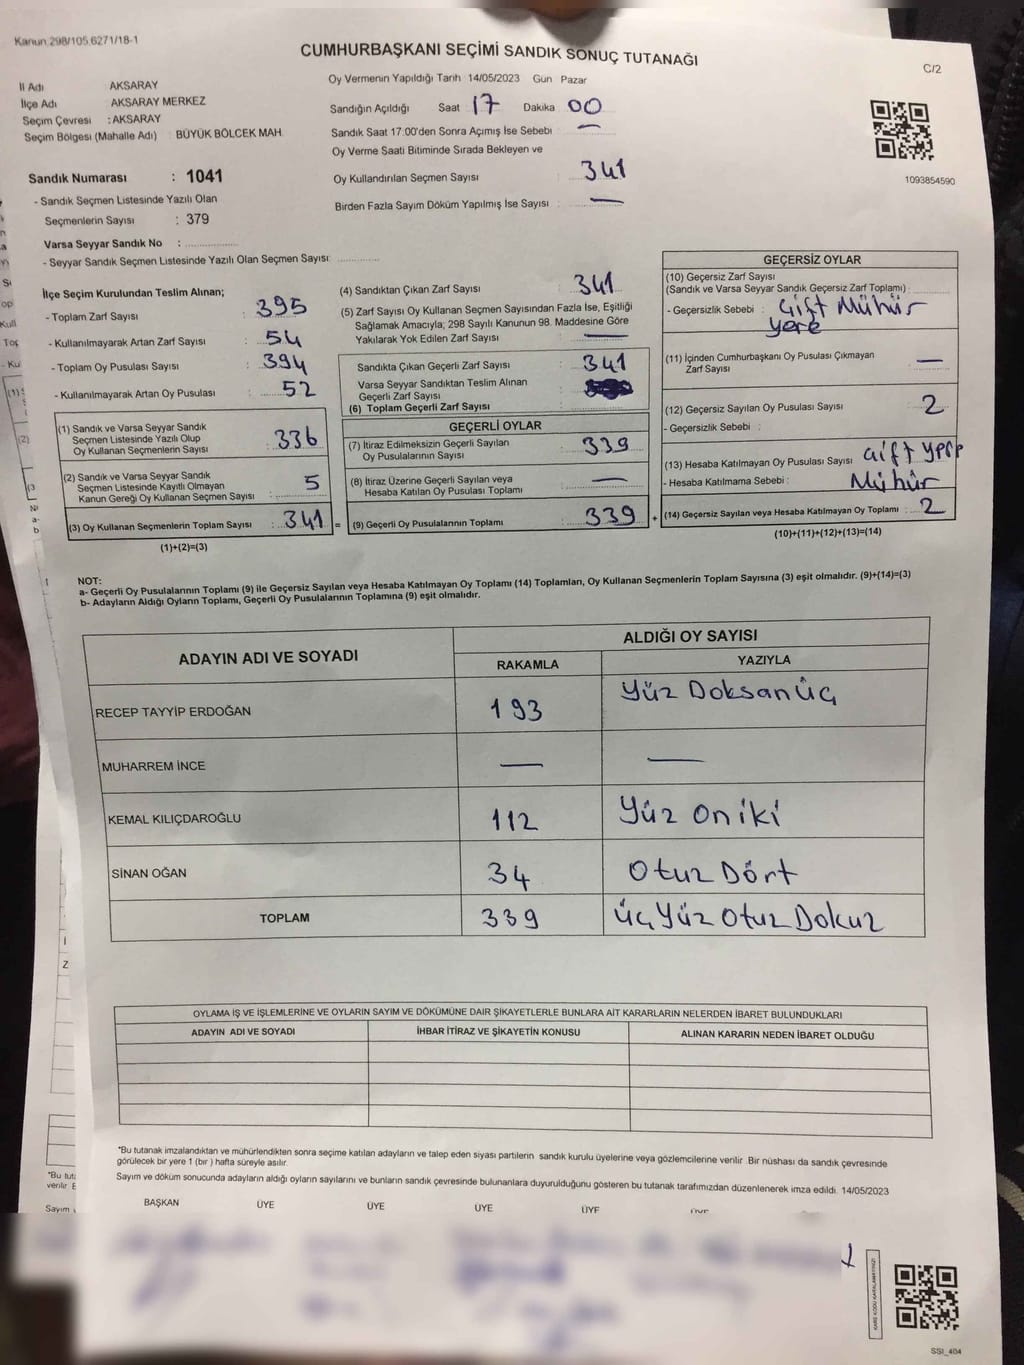 Kanun.298/105,6271/18-1
CUMHURBAŞKANI SEÇİMİ SANDIK SONUÇ TUTANAĞI
C/2
İl Adı AKSARAY
İlçe Adı AKSARAY MERKEZ
Seçim Çevresi : AKSARAY
Seçim Bölgesi (Mahalle Adı) : BÜYÜK BÖLCEK MAH.
Sandık Numarası : 1041
- Sandık Seçmen Listesinde Yazılı Olan
Seçmenlerin Sayısı : 379
Varsa Seyyar Sandık No :
- Seyyar Sandık Seçmen Listesinde Yazılı Olan Seçmen Sayısı:
Oy Vermenin Yapıldığı Tarih 14/05/2023 Gün Pazar
Sandığın Açıldığı Saat 17 Dakika 00
Sandık Saat 17:00'den Sonra Açımış İse Sebebi : —
Oy Verme Saati Bitiminde Sırada Bekleyen ve
Oy Kullandırılan Seçmen Sayısı : 341
Birden Fazla Sayım Döküm Yapılmış İse Sayısı : —
1093854590
İlçe Seçim Kurulundan Teslim Alınan;
- Toplam Zarf Sayısı : 395
- Kullanılmayarak Artan Zarf Sayısı : 54
- Toplam Oy Pusulası Sayısı : 394
- Kullanılmayarak Artan Oy Pusulası : 52
(1) Sandık ve Varsa Seyyar Sandık
Seçmen Listesinde Yazılı Olup
Oy Kullanan Seçmenlerin Sayısı : 336
(2) Sandık ve Varsa Seyyar Sandık
Seçmen Listesinde Kayıtlı Olmayan
Kanun Gereği Oy Kullanan Seçmen Sayısı : 5
(3) Oy Kullanan Seçmenlerin Toplam Sayısı : 341 =
(1)+(2)=(3)
(4) Sandıktan Çıkan Zarf Sayısı : 341
(5) Zarf Sayısı Oy Kullanan Seçmen Sayısından Fazla İse, Eşitliği
Sağlamak Amacıyla; 298 Sayılı Kanunun 98. Maddesine Göre
Yakılarak Yok Edilen Zarf Sayısı : —
Sandıkta Çıkan Geçerli Zarf Sayısı : 341
Varsa Seyyar Sandıktan Teslim Alınan
Geçerli Zarf Sayısı :
(6) Toplam Geçerli Zarf Sayısı :
GEÇERLİ OYLAR
(7) İtiraz Edilmeksizin Geçerli Sayılan
Oy Pusulalarının Sayısı : 339
(8) İtiraz Üzerine Geçerli Sayılan veya
Hesaba Katılan Oy Pusulası Toplamı : —
(9) Geçerli Oy Pusulalarının Toplamı : 339 +
GEÇERSİZ OYLAR
(10) Geçersiz Zarf Sayısı
(Sandık ve Varsa Seyyar Sandık Geçersiz Zarf Toplamı) :
- Geçersizlik Sebebi : Çift Mühür
yere
(11) İçinden Cumhurbaşkanı Oy Pusulası Çıkmayan
Zarf Sayısı : —
(12) Geçersiz Sayılan Oy Pusulası Sayısı : 2
- Geçersizlik Sebebi :
(13) Hesaba Katılmayan Oy Pusulası Sayısı : Çift
- Hesaba Katılmama Sebebi : Mühür
(14) Geçersiz Sayılan veya Hesaba Katılmayan Oy Toplamı : 2
(10)+(11)+(12)+(13)=(14)
NOT:
a- Geçerli Oy Pusulalarının Toplamı (9) ile Geçersiz Sayılan veya Hesaba Katılmayan Oy Toplamı (14) Toplamları, Oy Kullanan Seçmenlerin Toplam Sayısına (3) eşit olmalıdır. (9)+(14)=(3)
b- Adayların Aldığı Oyların Toplamı, Geçerli Oy Pusulalarının Toplamına (9) eşit olmalıdır.
ADAYIN ADI VE SOYADI ALDIĞI OY SAYISI
RAKAMLA YAZIYLA
RECEP TAYYİP ERDOĞAN 193 Yüz Doksanüç
MUHARREM İNCE — —
KEMAL KILIÇDAROĞLU 112 Yüz Oniki
SİNAN OĞAN 34 Otuz Dört
TOPLAM 339 ÜçYüz Otuz Dokuz
OYLAMA İŞ VE İŞLEMLERİNE VE OYLARIN SAYIM VE DÖKÜMÜNE DAİR ŞİKAYETLERLE BUNLARA AİT KARARLARIN NELERDEN İBARET BULUNDUKLARI
ADAYIN ADI VE SOYADI İHBAR İTİRAZ VE ŞİKAYETİN KONUSU ALINAN KARARIN NEDEN İBARET OLDUĞU
*Bu tutanak imzalandıktan ve mühürlendikten sonra seçime katılan adayların ve talep eden siyası partilerin sandık kurulu üyelerine veya gözlemcilerine verilir. Bir nüshası da sandık çevresinde
görülecek bir yere 1 (bir ) hafta süreyle asılır.
Sayım ve döküm sonucunda adayların aldığı oyların sayılarını ve bunların sandık çevresinde bulunanlara duyurulduğunu gösteren bu tutanak tarafımızdan düzenlenerek imza edildi. 14/05/2023
BAŞKAN ÜYE ÜYE ÜYE ÜYE ÜYE
KARE KODU KARALAMAYINIZ!
SSI_404